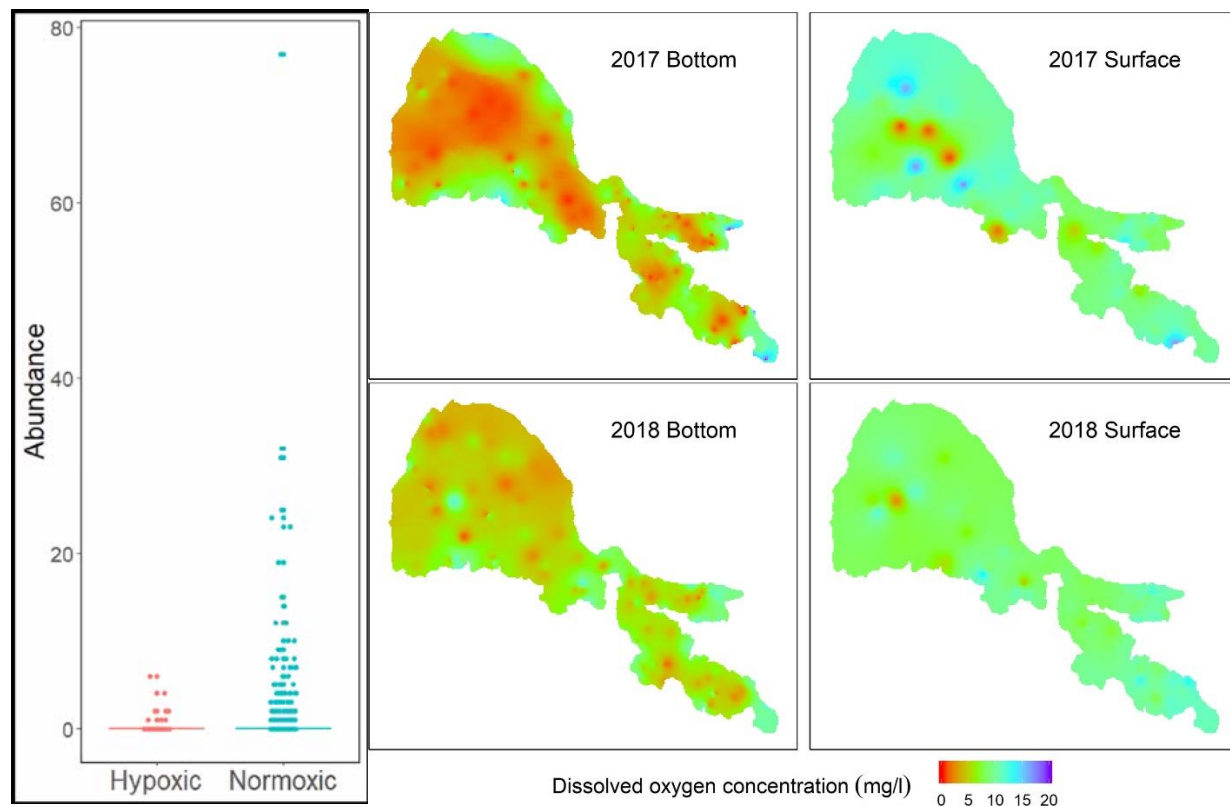 80
60
40
20
0
Abundance
Hypoxic Normoxic
2017 Bottom
2017 Surface
2018 Bottom
2018 Surface
Dissolved oxygen concentration (mg/l)
0 5 10 15 20